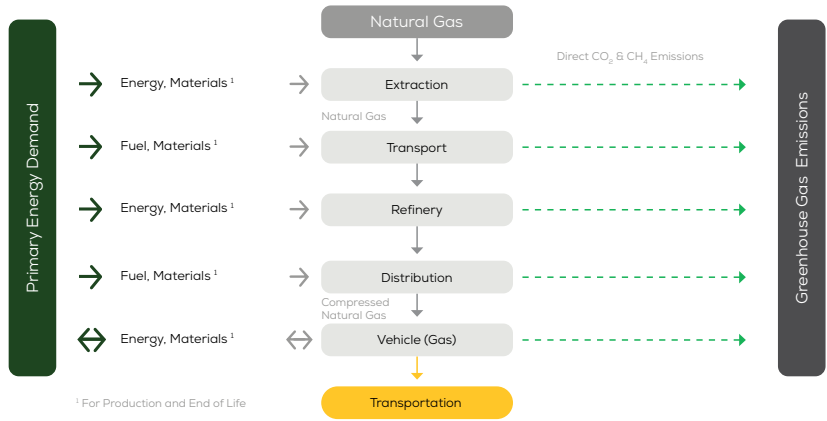 Natural Gas
Direct CO₂ & CH₄ Emissions
Energy, Materials ¹
Extraction
Natural Gas
Fuel, Materials ¹
Transport
Energy, Materials ¹
Refinery
Fuel, Materials ¹
Distribution
Compressed
Natural Gas
Energy, Materials ¹
Vehicle (Gas)
Transportation
¹ For Production and End of Life
Primary Energy Demand
Greenhouse Gas Emissions